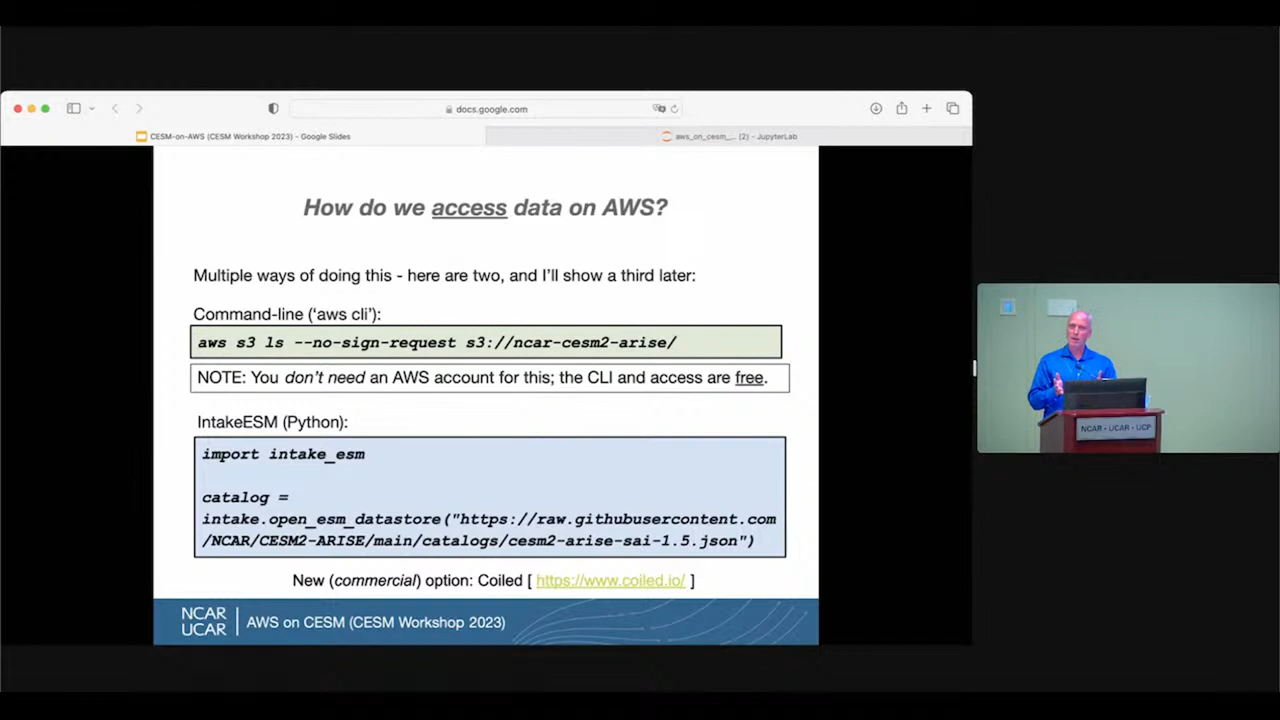 docs.google.com
CESM-on-AWS (CESM Workshop 2023) - Google Slides
aws_on_cesm_... (2) - JupyterLab
How do we access data on AWS?
Multiple ways of doing this - here are two, and I'll show a third later:
Command-line ('aws cli'):
aws s3 ls --no-sign-request s3://ncar-cesm2-arise/
NOTE: You don't need an AWS account for this; the CLI and access are free.
IntakeESM (Python):
import intake_esm
catalog =
intake.open_esm_datastore("https://raw.githubusercontent.com
/NCAR/CESM2-ARISE/main/catalogs/cesm2-arise-sai-1.5.json")
New (commercial) option: Coiled [ https://www.coiled.io/ ]
NCAR
UCAR
AWS on CESM (CESM Workshop 2023)
NCAR • UCAR • UCP